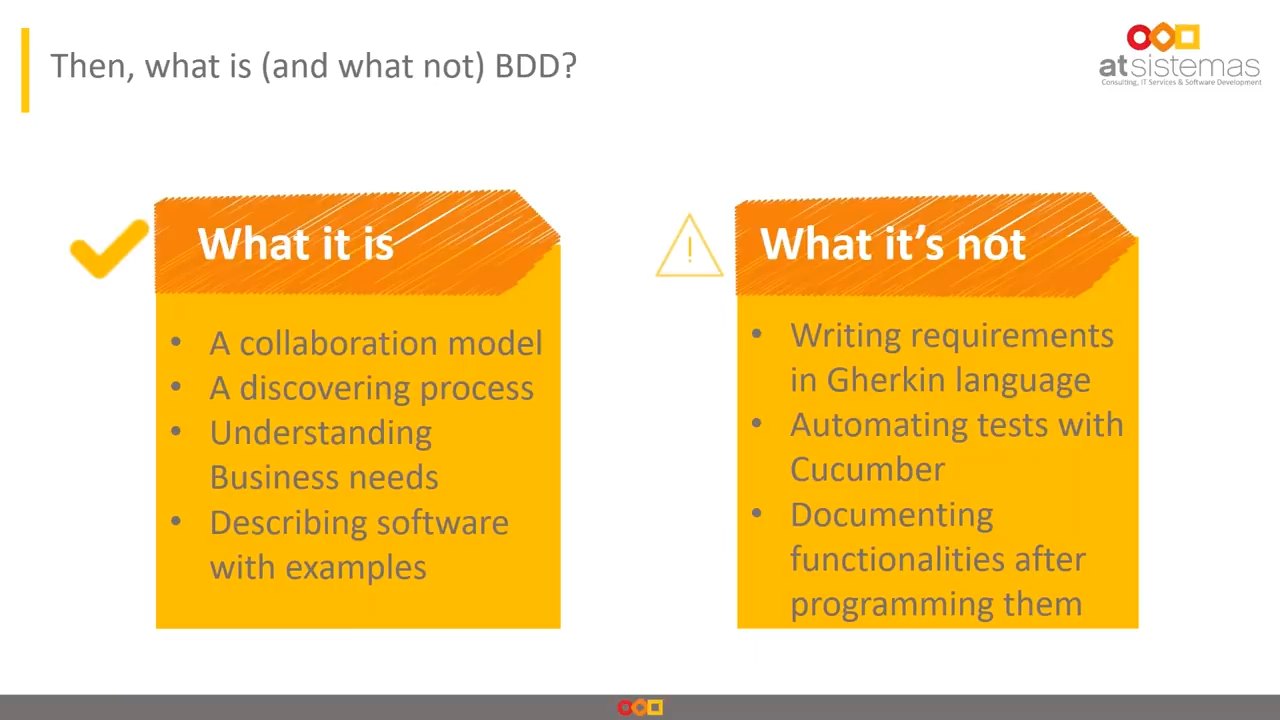 Then, what is (and what not) BDD?
atsistemas
Consulting, IT Services & Software Development
What it is
• A collaboration model
• A discovering process
• Understanding
Business needs
• Describing software
with examples
What it's not
• Writing requirements
in Gherkin language
• Automating tests with
Cucumber
• Documenting
functionalities after
programming them